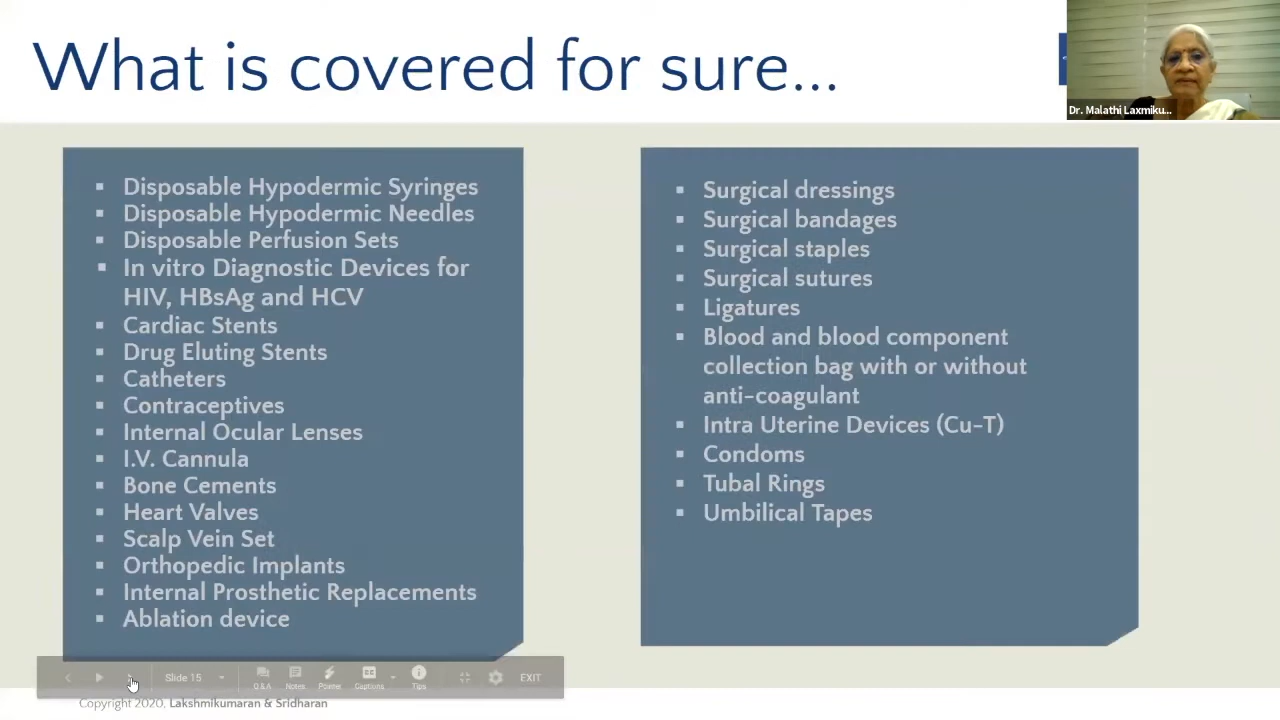 What is covered for sure...
Dr. Malathi Laxmiku...
Disposable Hypodermic Syringes
Disposable Hypodermic Needles
Disposable Perfusion Sets
In vitro Diagnostic Devices for
HIV, HBsAg and HCV
Cardiac Stents
Drug Eluting Stents
Catheters
Contraceptives
Internal Ocular Lenses
I.V. Cannula
Bone Cements
Heart Valves
Scalp Vein Set
Orthopedic Implants
Internal Prosthetic Replacements
Ablation device
Surgical dressings
Surgical bandages
Surgical staples
Surgical sutures
Ligatures
Blood and blood component
collection bag with or without
anti-coagulant
Intra Uterine Devices (Cu-T)
Condoms
Tubal Rings
Umbilical Tapes
Slide 15
Q&A
Notes
Pointer
Captions
Tips
EXIT
Copyright 2020, Lakshmikumaran & Sridharan